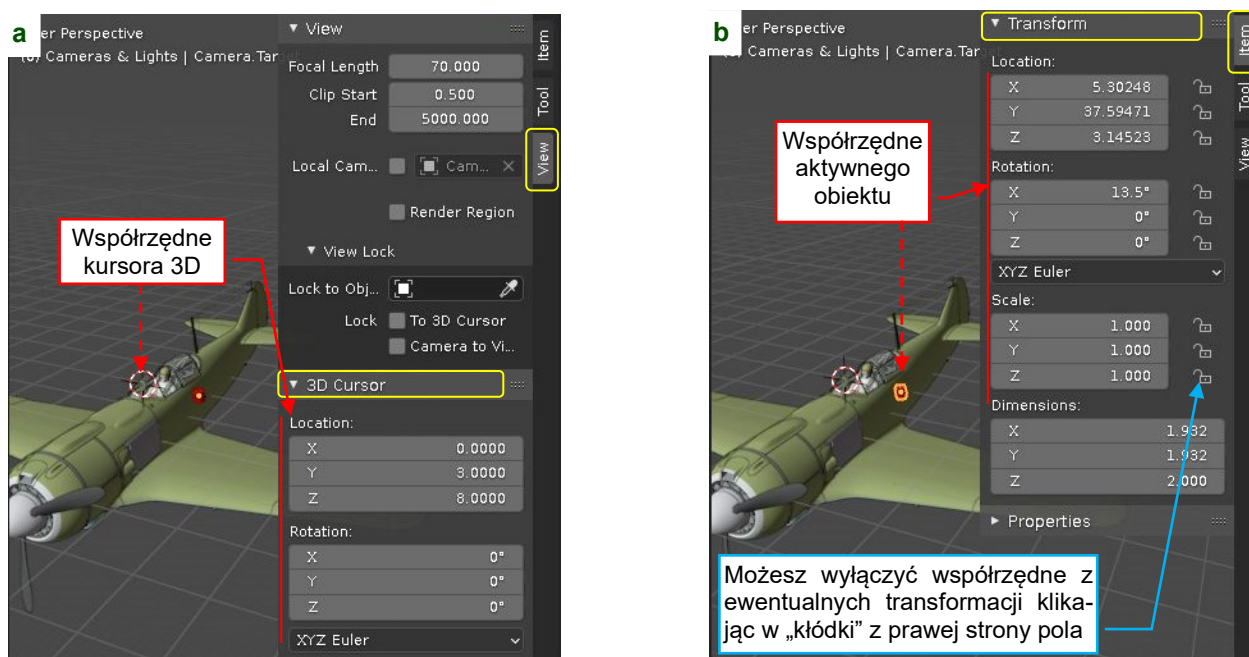 a
er Perspective
Cameras & Lights | Camera.Tar
▼ View
Focal Length 70.000
Clip Start 0.500
End 5000.000
Local Cam... Cam...
Render Region
▼ View Lock
Lock to Obj...
Lock To 3D Cursor
Camera to Vi...
▼ 3D Cursor
Location:
X 0.0000
Y 3.0000
Z 8.0000
Rotation:
X 0°
Y 0°
Z 0°
XYZ Euler
Item
Tool
View
Współrzędne
kursora 3D
b
er Perspective
Cameras & Lights | Camera.Tar
▼ Transform
Location:
X 5.30248
Y 37.59471
Z 3.14523
Rotation:
X 13.5°
Y 0°
Z 0°
XYZ Euler
Scale:
X 1.000
Y 1.000
Z 1.000
Dimensions:
X 1.932
Y 1.932
Z 2.000
► Properties
Item
Tool
View
Współrzędne
aktywnego
obiektu
Możesz wyłączyć współrzędne z
ewentualnych transformacji klika-
jąc w „kłódki” z prawej strony pola